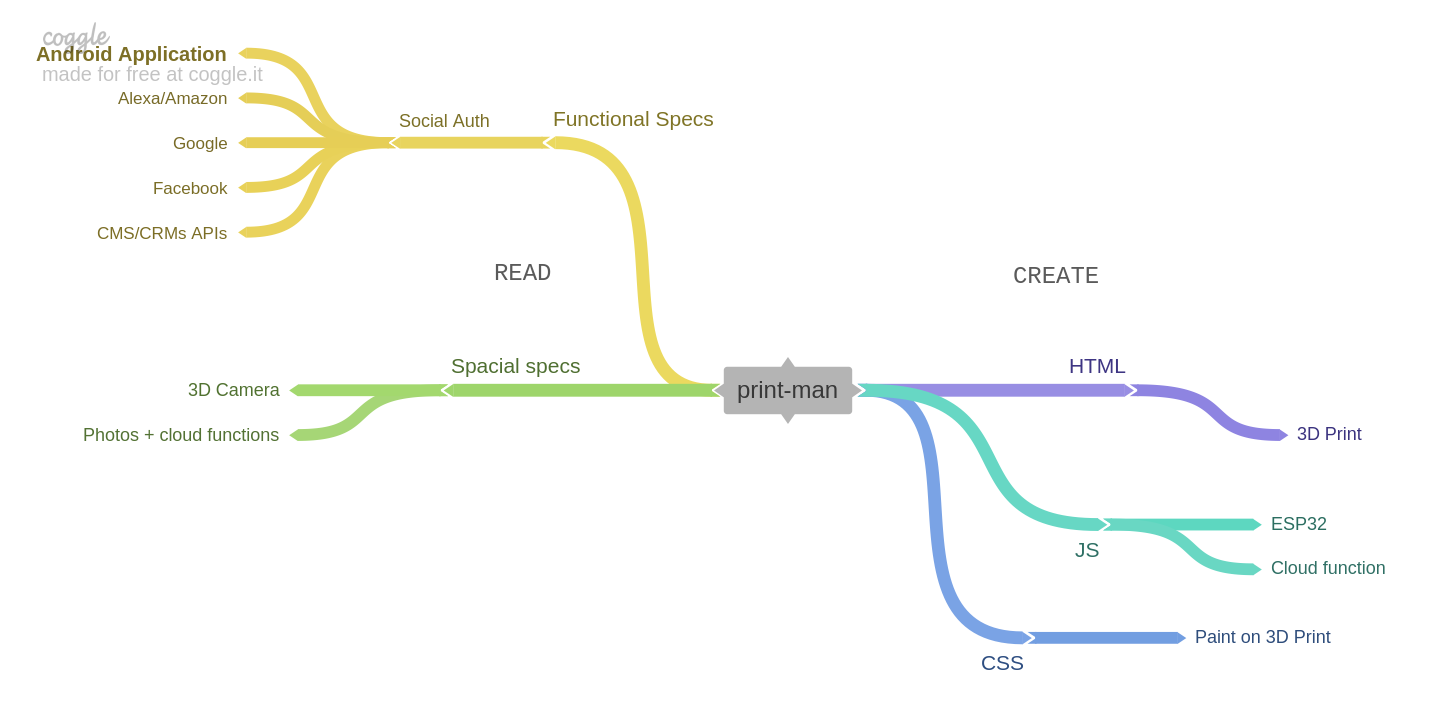 coggle
made for free at coggle.it
Android Application
Alexa/Amazon
Google
Facebook
CMS/CRMs APIs
Social Auth
Functional Specs
READ
CREATE
Spacial specs
3D Camera
Photos + cloud functions
print-man
HTML
3D Print
JS
ESP32
Cloud function
CSS
Paint on 3D Print